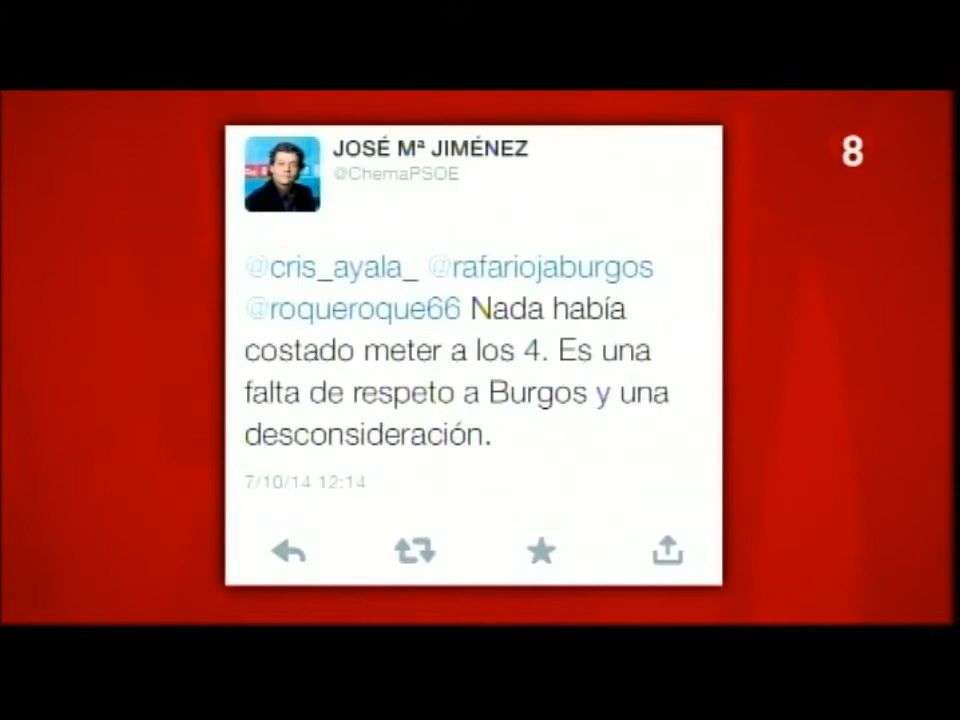 JOSÉ Mª JIMÉNEZ
@ChemaPSOE
8
@cris_ayala_ @rafariojaburgos
@roqueroque66 Nada había
costado meter a los 4. Es una
falta de respeto a Burgos y una
desconsideración.
7/10/14 12:14